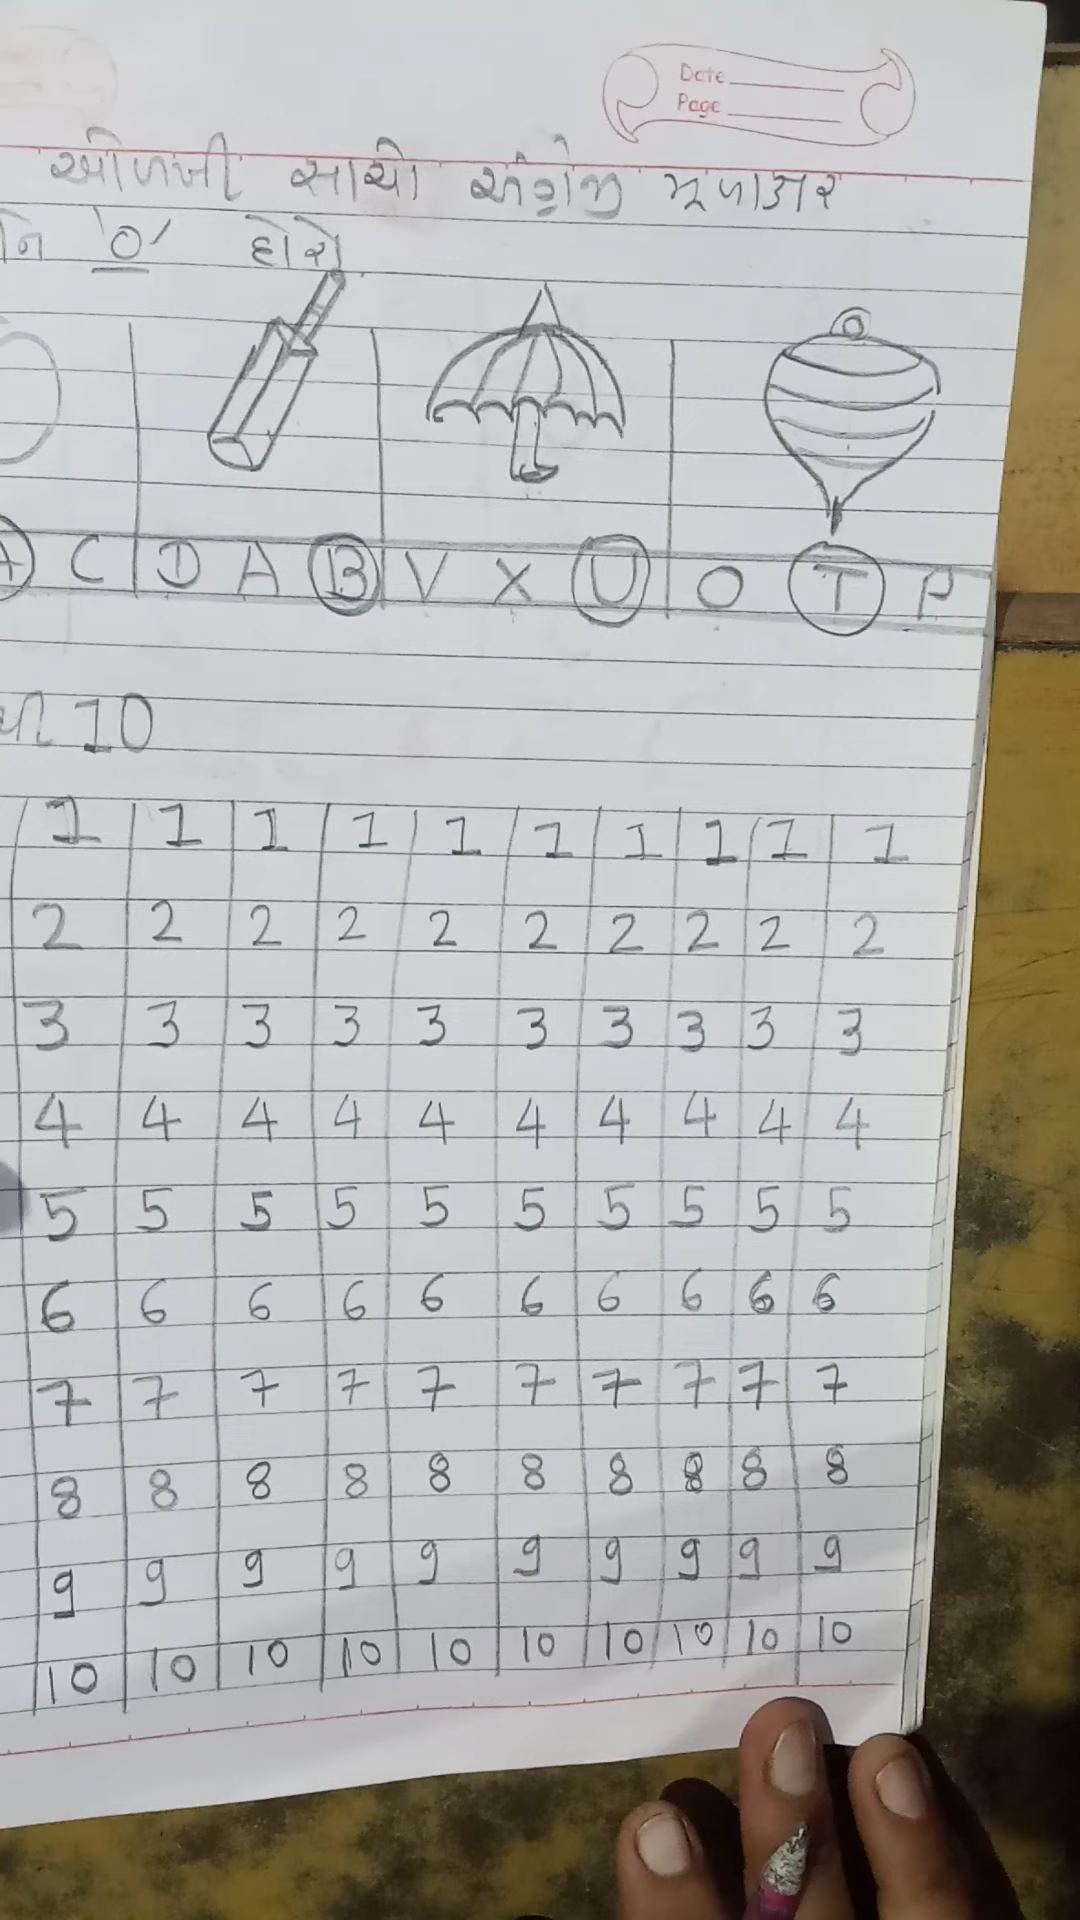 Date
Page
ઓળખી સાચો અંગ્રેજી મૂળાક્ષર
'૦' દોરો
A C D A B V X U O T P
થી 10
1 1 1 1 1 1 1 1 1 1
2 2 2 2 2 2 2 2 2 2
3 3 3 3 3 3 3 3 3 3
4 4 4 4 4 4 4 4 4 4
5 5 5 5 5 5 5 5 5 5
6 6 6 6 6 6 6 6 6 6
7 7 7 7 7 7 7 7 7 7
8 8 8 8 8 8 8 8 8 8
9 9 9 9 9 9 9 9 9 9
10 10 10 10 10 10 10 10 10 10